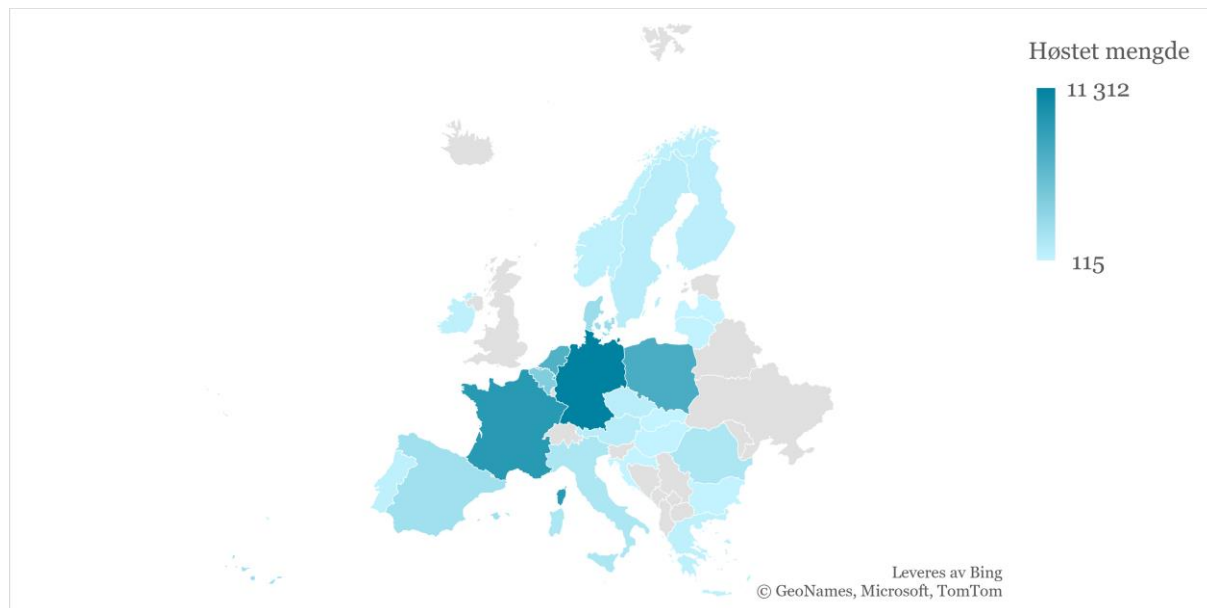 Høstet mengde
11 312
115
Leveres av Bing
© GeoNames, Microsoft, TomTom